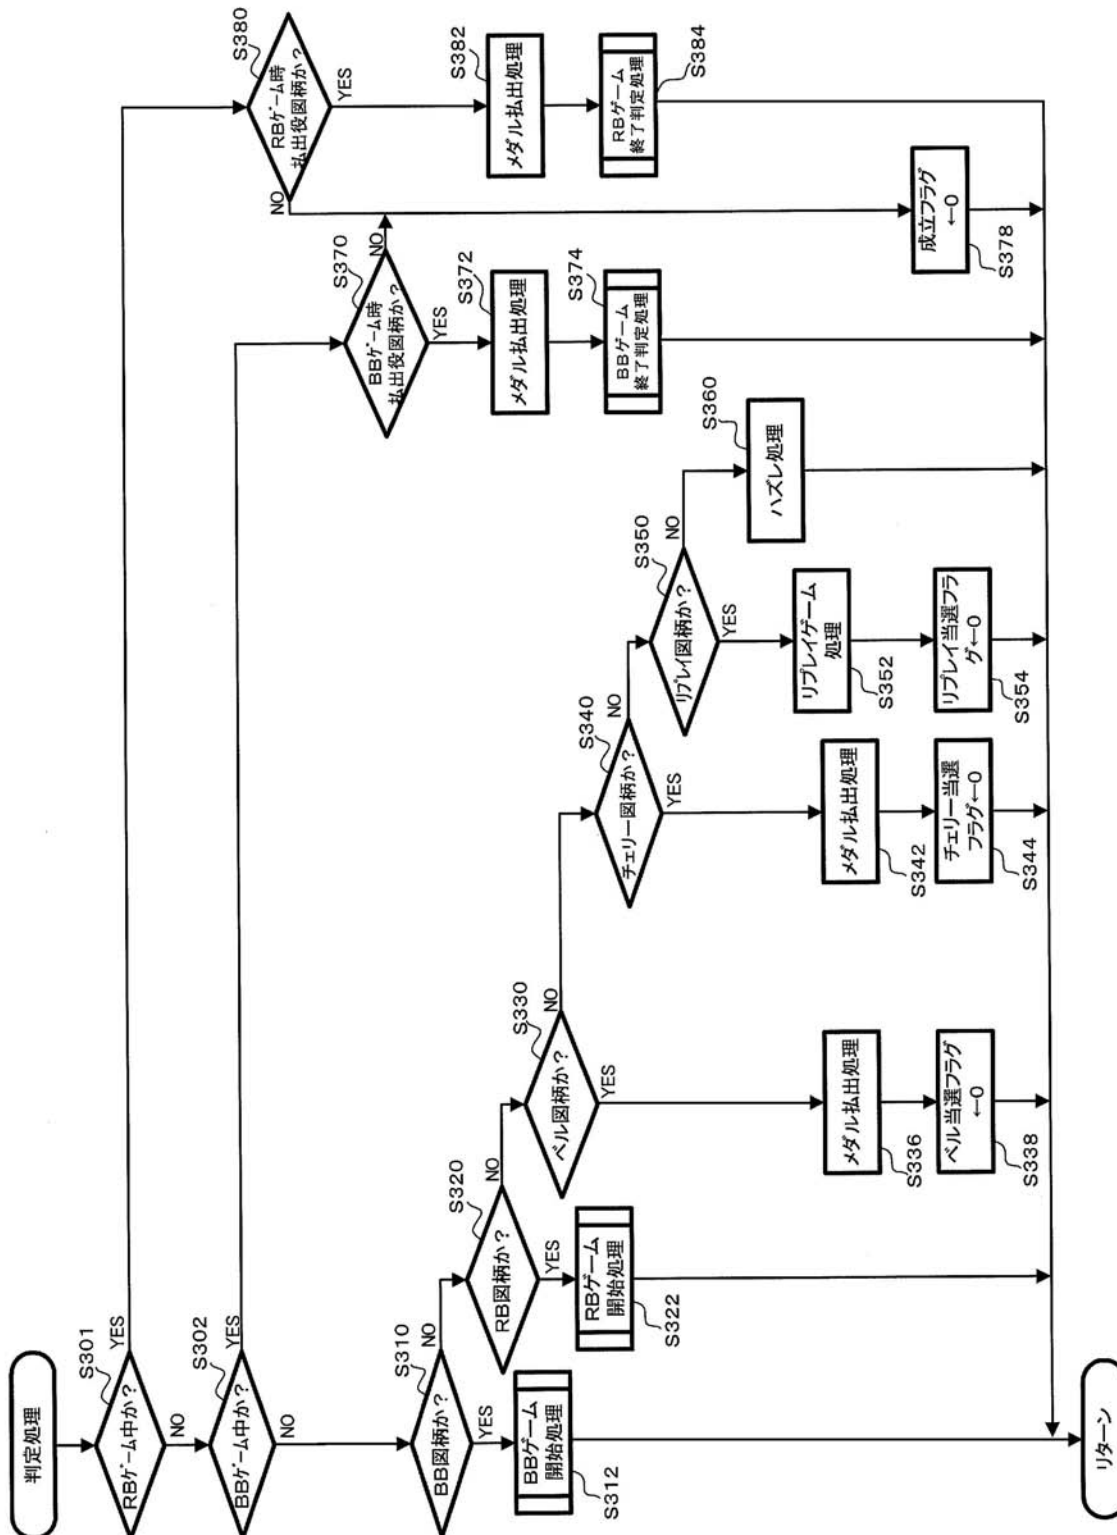 判定処理
S301
RBゲーム中か?
YES
NO
S302
BBゲーム中か?
YES
NO
S310
BB図柄か?
NO
YES
BBゲーム
開始処理
S312
S320
RB図柄か?
NO
YES
RBゲーム
開始処理
S322
S330
ベル図柄か?
NO
YES
メダル払出処理
S336
ベル当選フラグ
←0
S338
S340
チェリー図柄か?
NO
YES
メダル払出処理
S342
チェリー当選
フラグ←0
S344
S350
リプレイ図柄か?
NO
YES
リプレイゲーム
処理
S352
リプレイ当選フラ
グ←0
S354
S360
ハズレ処理
S370
BBゲーム時
払出役図柄か?
NO
YES
S372
メダル払出処理
S374
BBゲーム
終了判定処理
S380
RBゲーム時
払出役図柄か?
NO
YES
S382
メダル払出処理
S384
RBゲーム
終了判定処理
成立フラグ
←0
S378
リターン